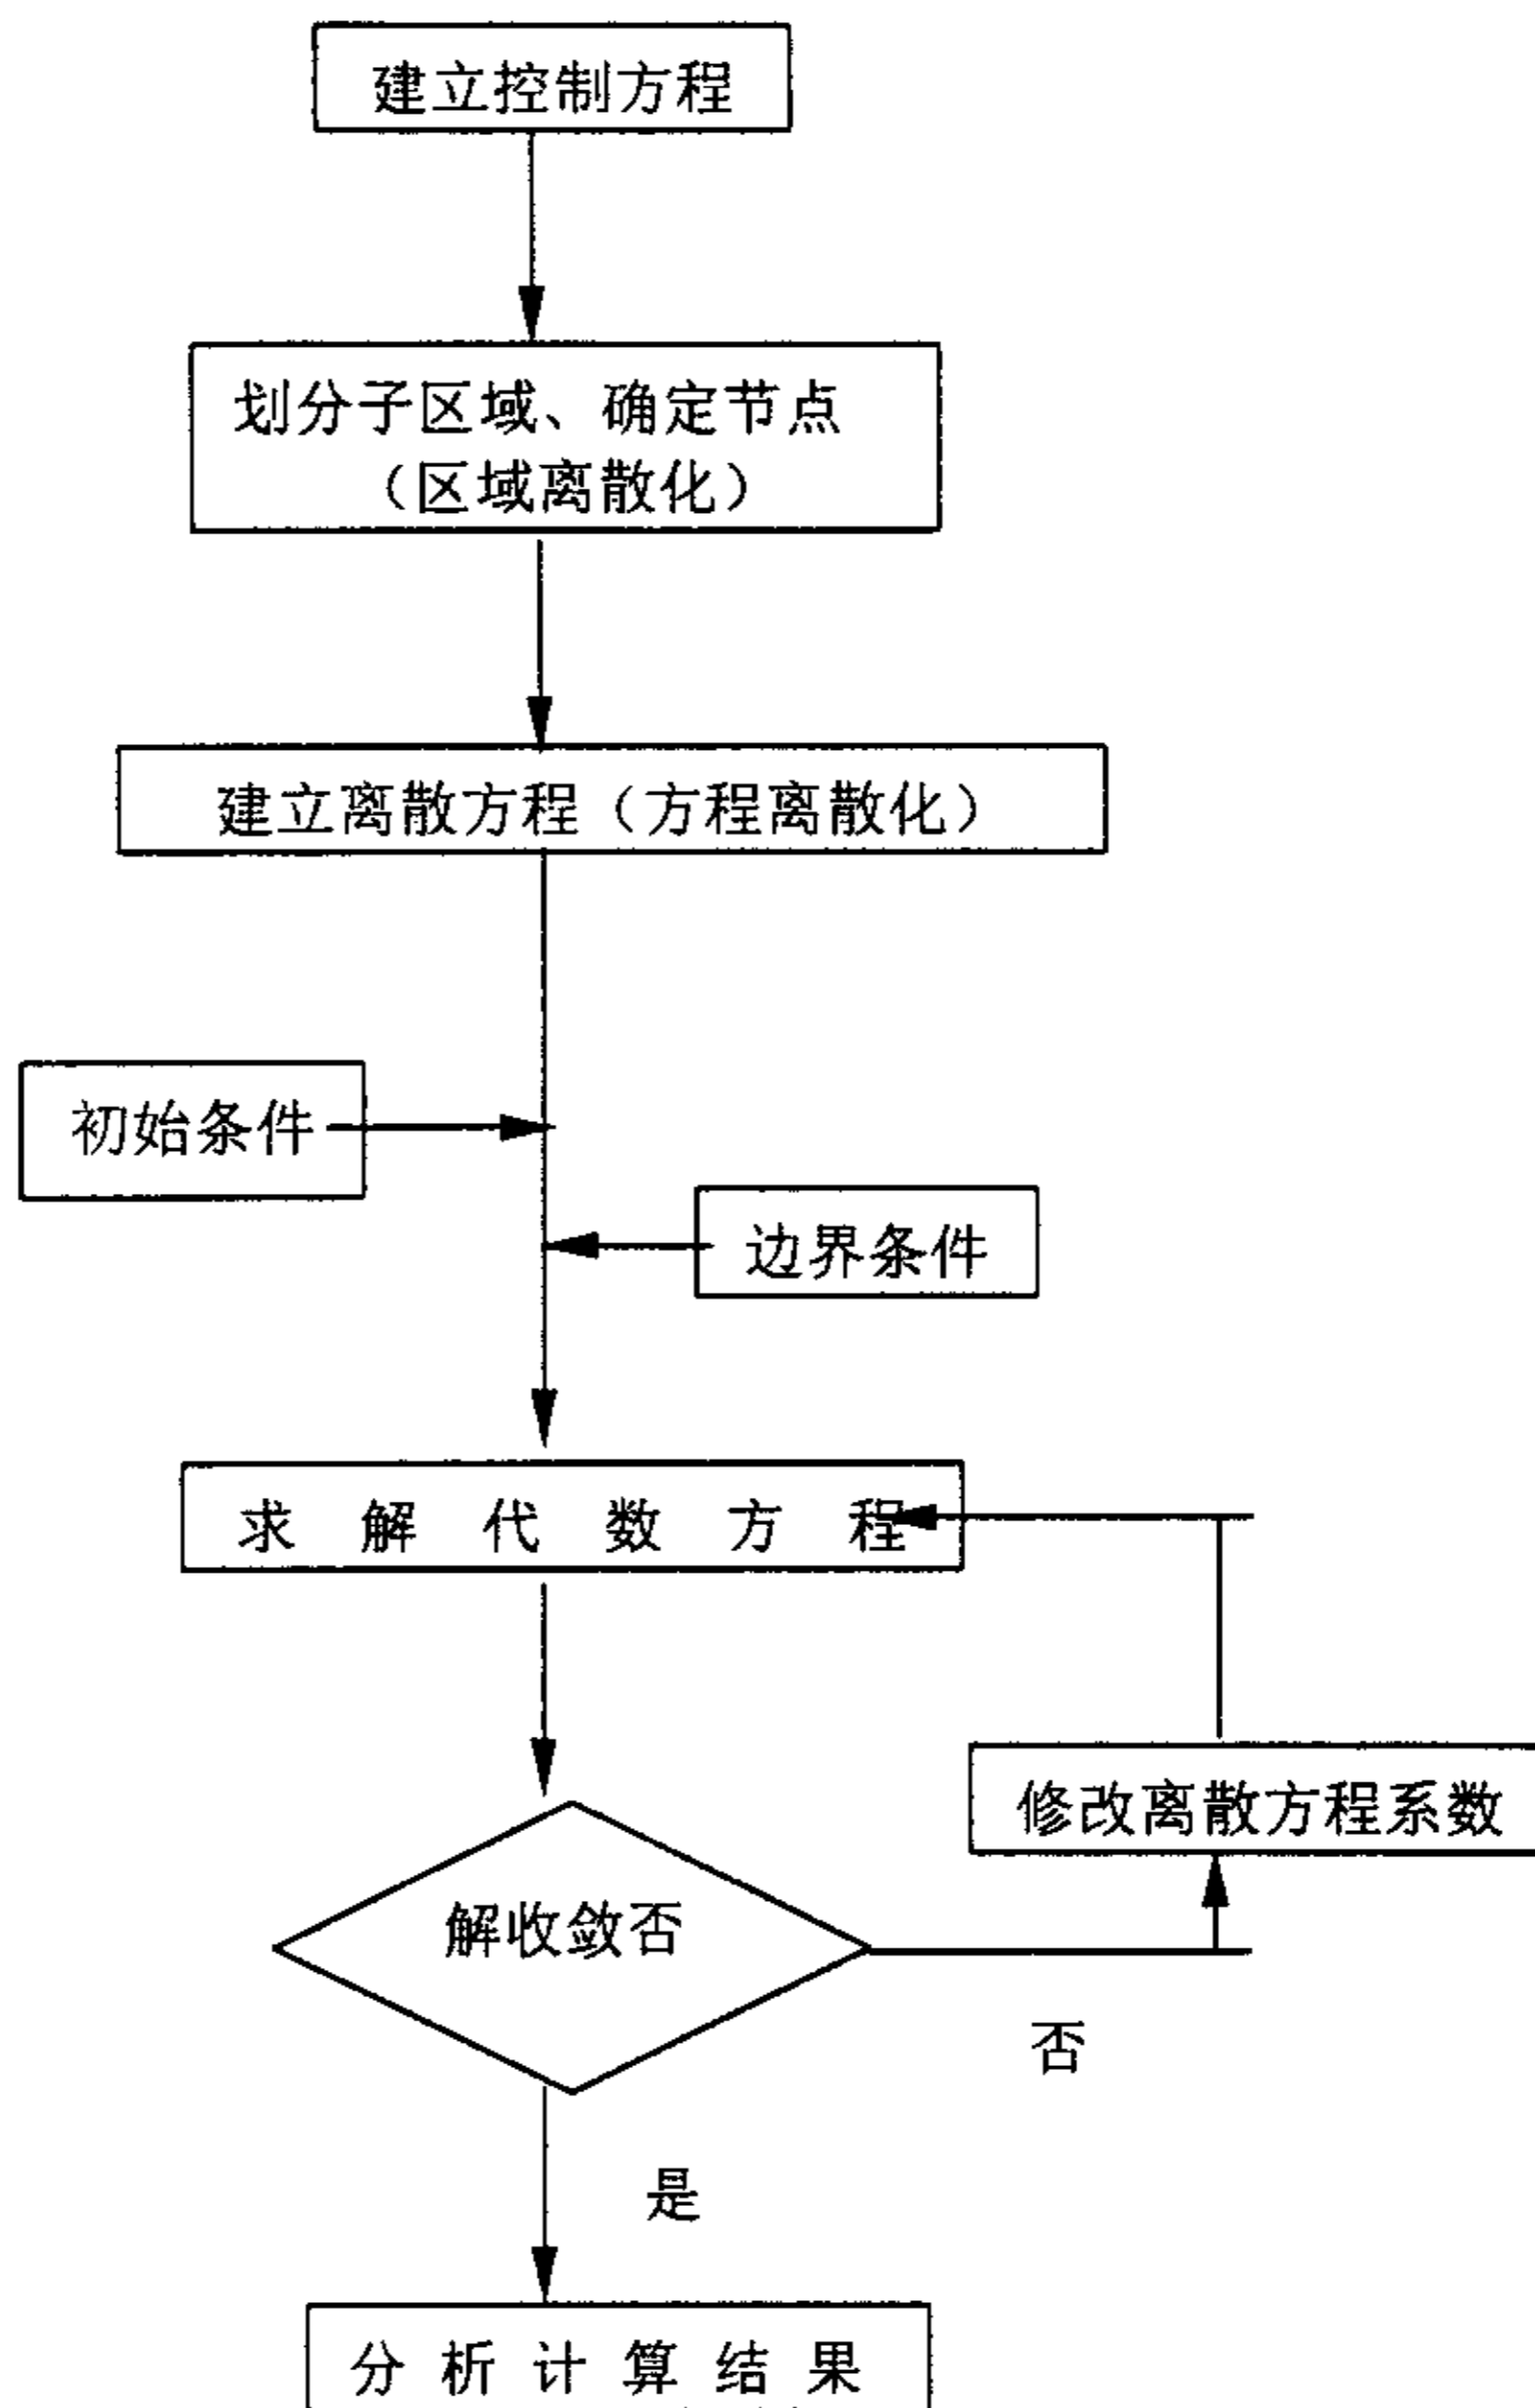 建立控制方程
划分子区域、确定节点
（区域离散化）
建立离散方程（方程离散化）
初始条件
边界条件
求 解 代 数 方 程
修改离散方程系数
解收敛否
否
是
分 析 计 算 结 果